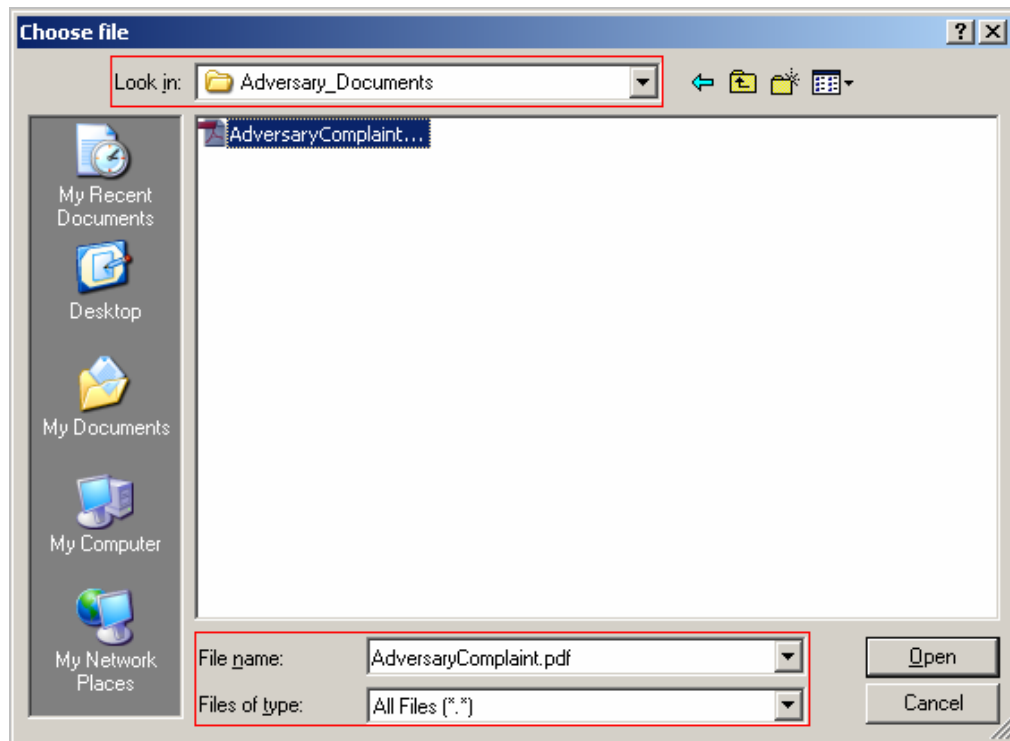 Choose file
Look in:
Adversary_Documents
AdversaryComplaint...
My Recent
Documents
Desktop
My Documents
My Computer
My Network
Places
File name:
AdversaryComplaint.pdf
Open
Files of type:
All Files (*.*)
Cancel